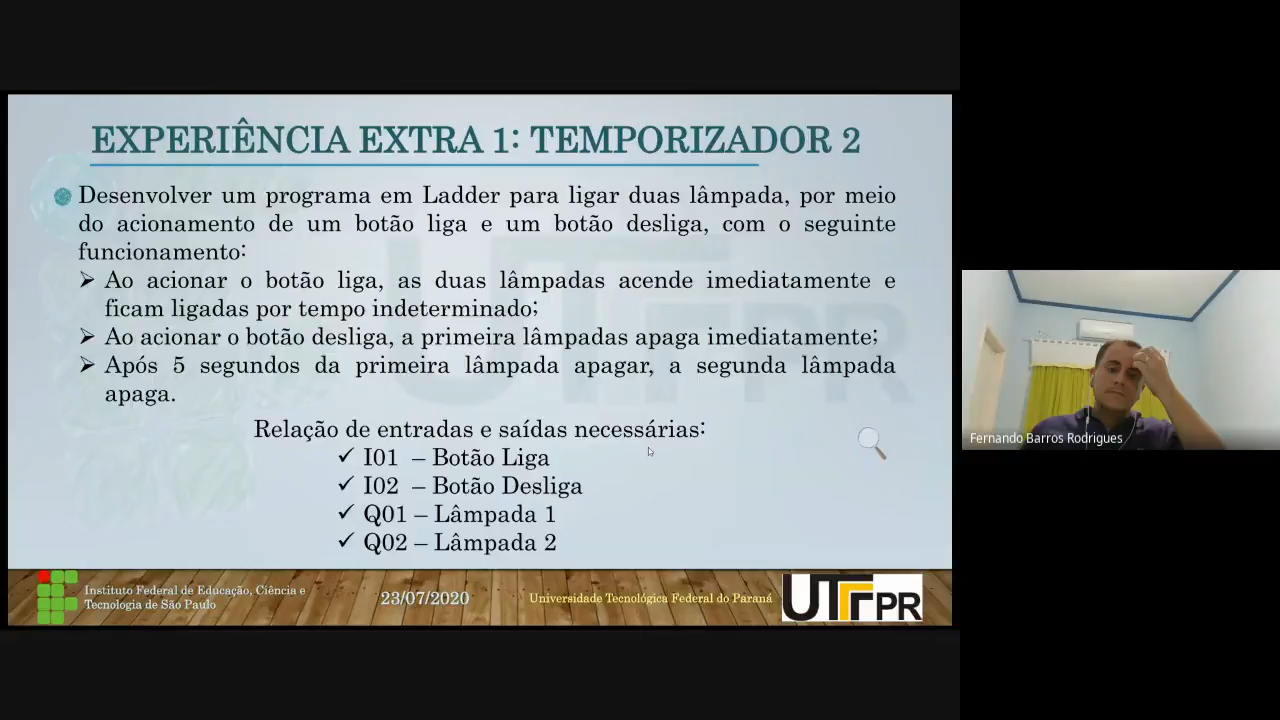 EXPERIÊNCIA EXTRA 1: TEMPORIZADOR 2
Desenvolver um programa em Ladder para ligar duas lâmpada, por meio
do acionamento de um botão liga e um botão desliga, com o seguinte
funcionamento:
Ao acionar o botão liga, as duas lâmpadas acende imediatamente e
ficam ligadas por tempo indeterminado;
Ao acionar o botão desliga, a primeira lâmpadas apaga imediatamente;
Após 5 segundos da primeira lâmpada apagar, a segunda lâmpada
apaga.
Relação de entradas e saídas necessárias:
I01 – Botão Liga
I02 – Botão Desliga
Q01 – Lâmpada 1
Q02 – Lâmpada 2
Instituto Federal de Educação, Ciência e
Tecnologia de São Paulo
23/07/2020
Universidade Tecnológica Federal do Paraná
UTFPR
Fernando Barros Rodrigues